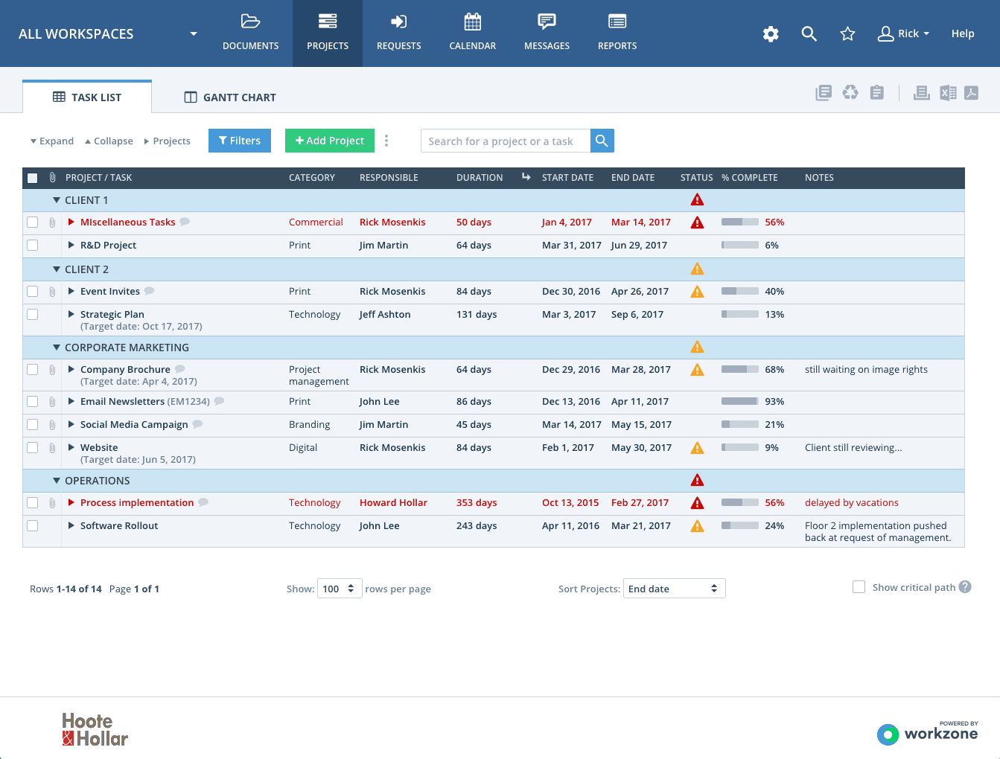 ALL WORKSPACES
DOCUMENTS
PROJECTS
REQUESTS
CALENDAR
MESSAGES
REPORTS
Rick
Help
TASK LIST
GANTT CHART
Expand Collapse Projects Filters + Add Project Search for a project or a task
PROJECT / TASK CATEGORY RESPONSIBLE DURATION START DATE END DATE STATUS % COMPLETE NOTES
CLIENT 1
MIscellaneous Tasks Commercial Rick Mosenkis 50 days Jan 4, 2017 Mar 14, 2017 56%
R&D Project Print Jim Martin 64 days Mar 31, 2017 Jun 29, 2017 6%
CLIENT 2
Event Invites Print Rick Mosenkis 84 days Dec 30, 2016 Apr 26, 2017 40%
Strategic Plan Technology Jeff Ashton 131 days Mar 3, 2017 Sep 6, 2017 13%
(Target date: Oct 17, 2017)
CORPORATE MARKETING
Company Brochure Project Rick Mosenkis 64 days Dec 29, 2016 Mar 28, 2017 68% still waiting on image rights
(Target date: Apr 4, 2017) management
Email Newsletters (EM1234) Print John Lee 86 days Dec 13, 2016 Apr 11, 2017 93%
Social Media Campaign Branding Jim Martin 45 days Mar 14, 2017 May 15, 2017 21%
Website Digital Rick Mosenkis 84 days Feb 1, 2017 May 30, 2017 9% Client still reviewing...
(Target date: Jun 5, 2017)
OPERATIONS
Process implementation Technology Howard Hollar 353 days Oct 13, 2015 Feb 27, 2017 56% delayed by vacations
Software Rollout Technology John Lee 243 days Apr 11, 2016 Mar 21, 2017 24% Floor 2 implementation pushed
back at request of management.
Rows 1-14 of 14 Page 1 of 1 Show: 100 rows per page Sort Projects: End date Show critical path ?
Hoote
& Hollar
POWERED BY
workzone